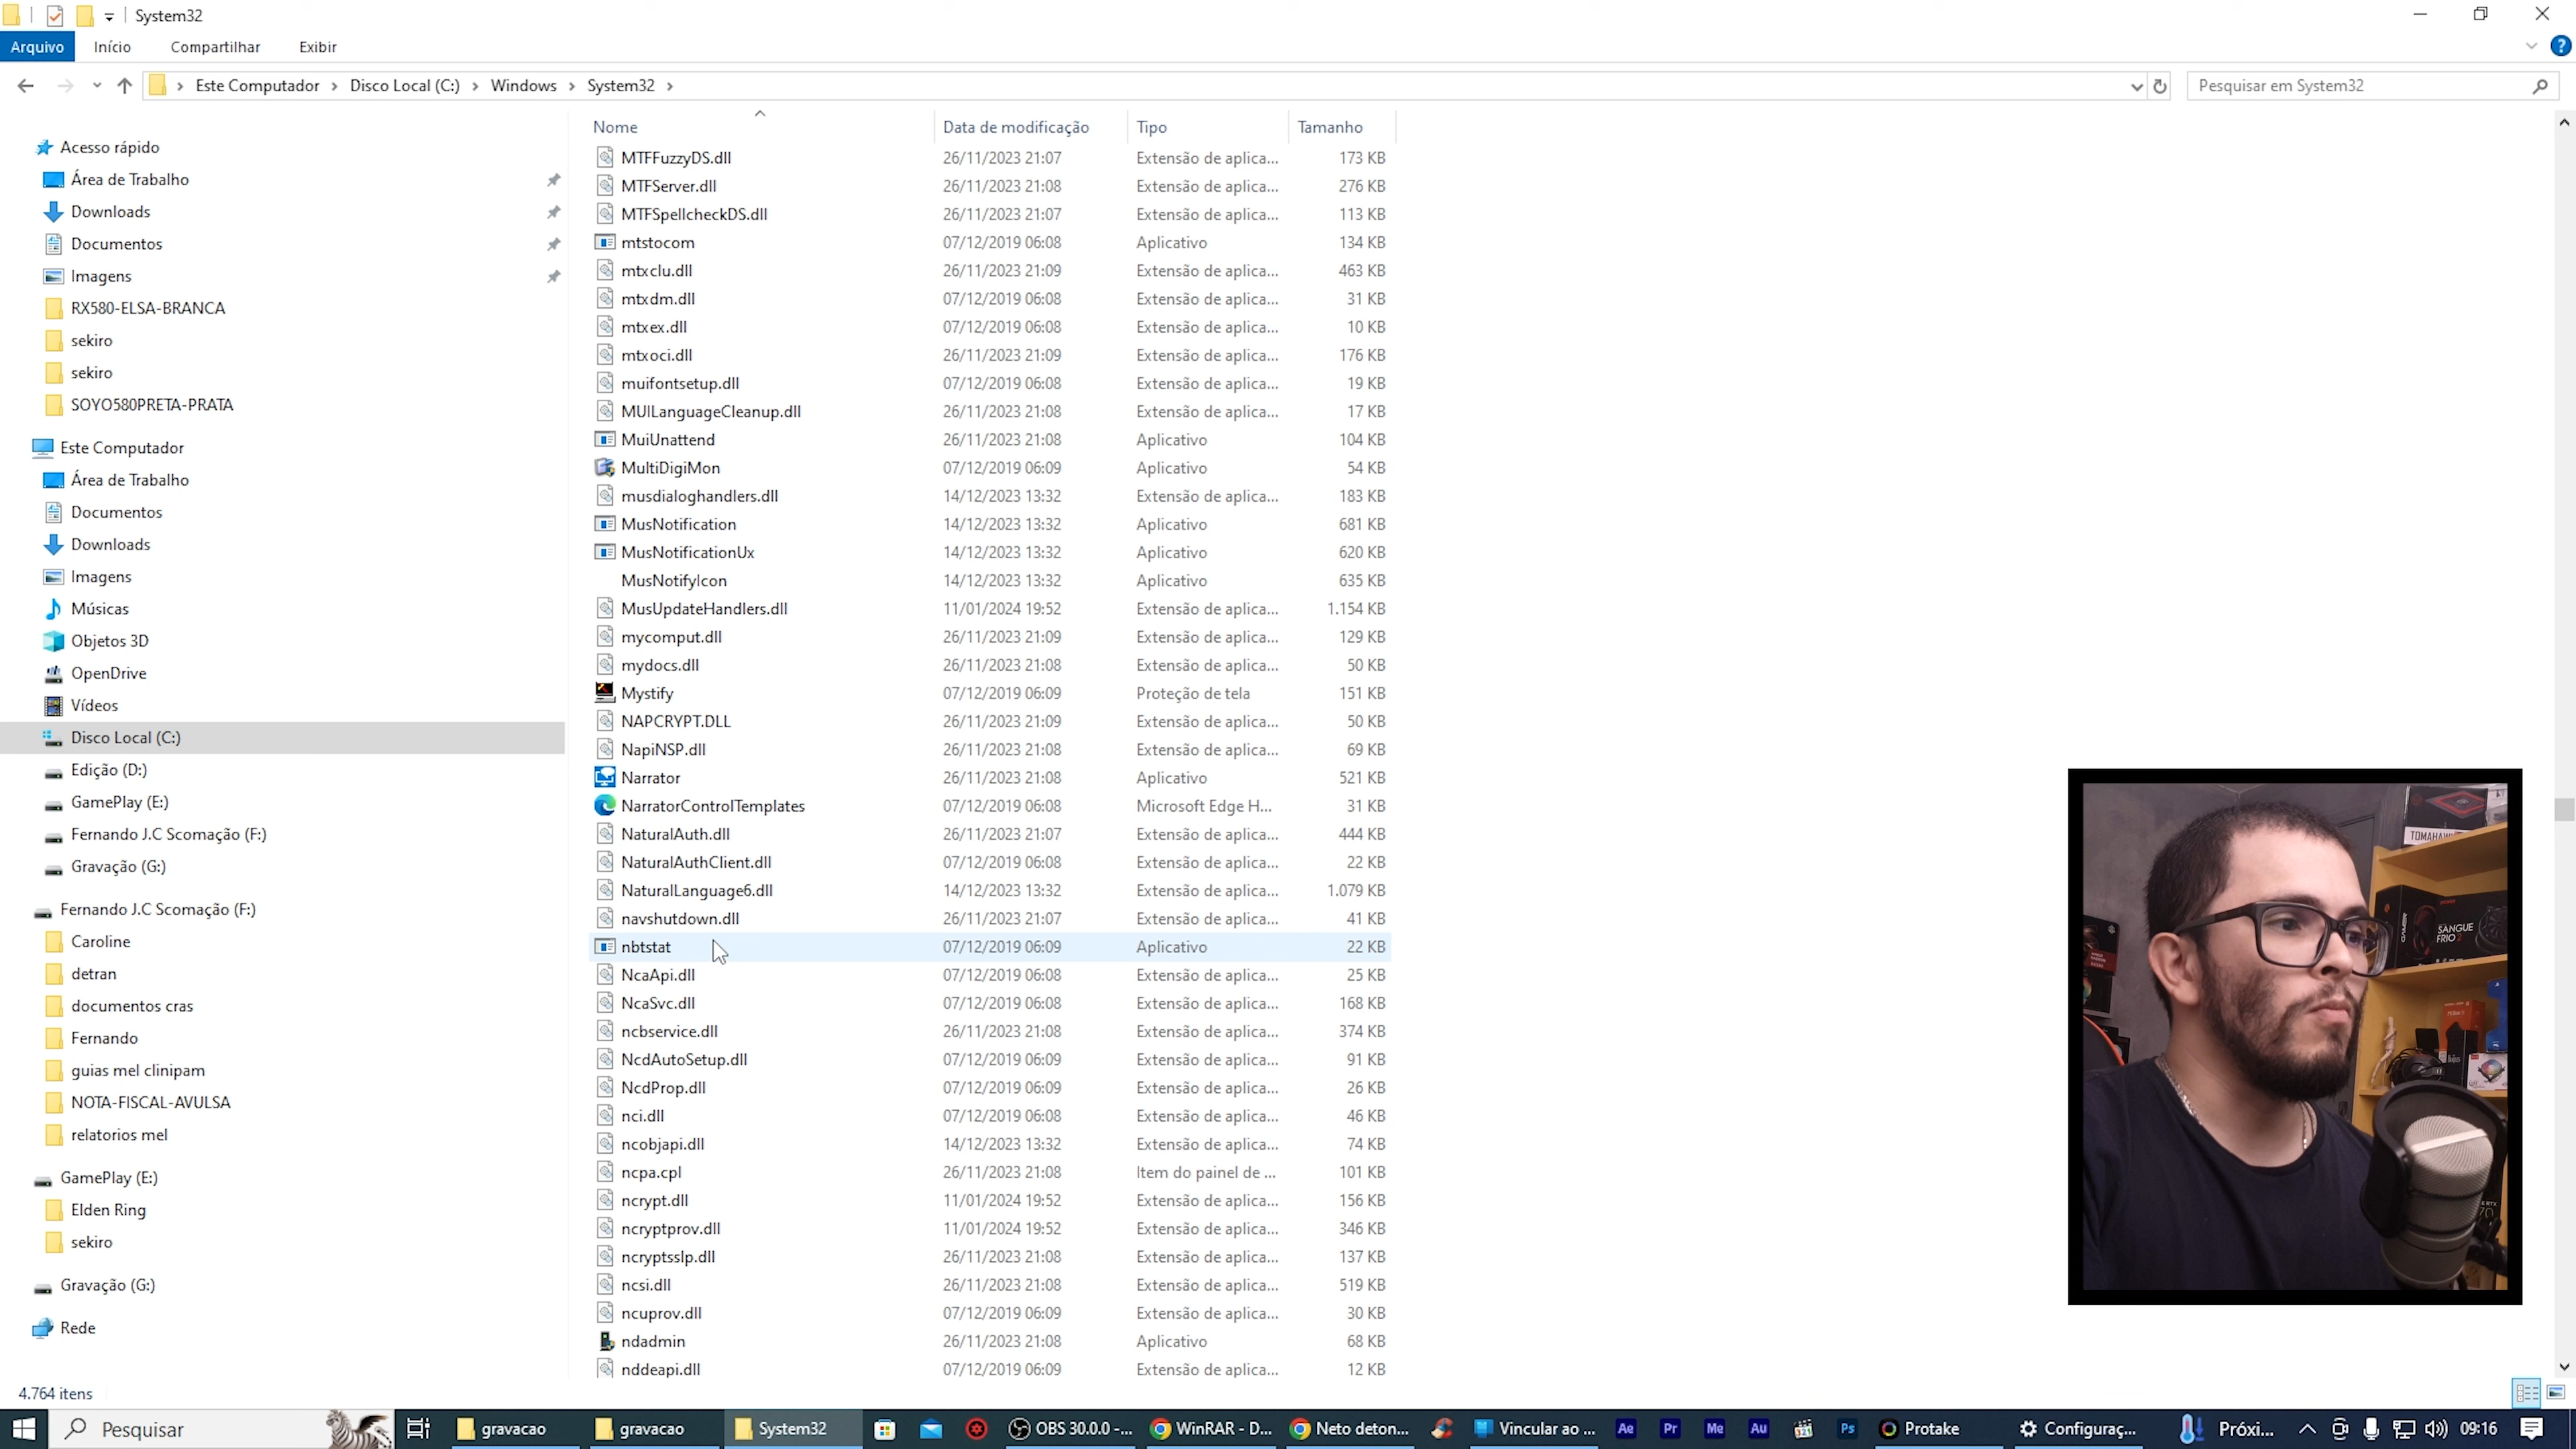 System32
Arquivo Início Compartilhar Exibir
Este Computador Disco Local (C:) Windows System32
Pesquisar em System32
Nome Data de modificação Tipo Tamanho
MTFFuzzyDS.dll 26/11/2023 21:07 Extensão de aplica... 173 KB
MTFServer.dll 26/11/2023 21:08 Extensão de aplica... 276 KB
MTFSpellcheckDS.dll 26/11/2023 21:07 Extensão de aplica... 113 KB
mtstocom 07/12/2019 06:08 Aplicativo 134 KB
mtxclu.dll 26/11/2023 21:09 Extensão de aplica... 463 KB
mtxdm.dll 07/12/2019 06:08 Extensão de aplica... 31 KB
mtxex.dll 07/12/2019 06:08 Extensão de aplica... 10 KB
mtxoci.dll 26/11/2023 21:09 Extensão de aplica... 176 KB
muifontsetup.dll 07/12/2019 06:08 Extensão de aplica... 19 KB
MUILanguageCleanup.dll 26/11/2023 21:08 Extensão de aplica... 17 KB
MuiUnattend 26/11/2023 21:08 Aplicativo 104 KB
MultiDigiMon 07/12/2019 06:09 Aplicativo 54 KB
musdialoghandlers.dll 14/12/2023 13:32 Extensão de aplica... 183 KB
MusNotification 14/12/2023 13:32 Aplicativo 681 KB
MusNotificationUx 14/12/2023 13:32 Aplicativo 620 KB
MusNotifyIcon 14/12/2023 13:32 Aplicativo 635 KB
MusUpdateHandlers.dll 11/01/2024 19:52 Extensão de aplica... 1.154 KB
mycomput.dll 26/11/2023 21:09 Extensão de aplica... 129 KB
mydocs.dll 26/11/2023 21:08 Extensão de aplica... 50 KB
Mystify 07/12/2019 06:09 Proteção de tela 151 KB
NAPCRYPT.DLL 26/11/2023 21:09 Extensão de aplica... 50 KB
NapiNSP.dll 26/11/2023 21:08 Extensão de aplica... 69 KB
Narrator 26/11/2023 21:08 Aplicativo 521 KB
NarratorControlTemplates 07/12/2019 06:08 Microsoft Edge H... 31 KB
NaturalAuth.dll 26/11/2023 21:07 Extensão de aplica... 444 KB
NaturalAuthClient.dll 07/12/2019 06:08 Extensão de aplica... 22 KB
NaturalLanguage6.dll 14/12/2023 13:32 Extensão de aplica... 1.079 KB
navshutdown.dll 26/11/2023 21:07 Extensão de aplica... 41 KB
nbtstat 07/12/2019 06:09 Aplicativo 22 KB
NcaApi.dll 07/12/2019 06:08 Extensão de aplica... 25 KB
NcaSvc.dll 07/12/2019 06:08 Extensão de aplica... 168 KB
ncbservice.dll 26/11/2023 21:08 Extensão de aplica... 374 KB
NcdAutoSetup.dll 07/12/2019 06:09 Extensão de aplica... 91 KB
NcdProp.dll 07/12/2019 06:09 Extensão de aplica... 26 KB
nci.dll 07/12/2019 06:08 Extensão de aplica... 46 KB
ncobjapi.dll 14/12/2023 13:32 Extensão de aplica... 74 KB
ncpa.cpl 26/11/2023 21:08 Item do painel de ... 101 KB
ncrypt.dll 11/01/2024 19:52 Extensão de aplica... 156 KB
ncryptprov.dll 11/01/2024 19:52 Extensão de aplica... 346 KB
ncryptsslp.dll 26/11/2023 21:08 Extensão de aplica... 137 KB
ncsi.dll 26/11/2023 21:08 Extensão de aplica... 519 KB
ncuprov.dll 07/12/2019 06:09 Extensão de aplica... 30 KB
ndadmin 26/11/2023 21:08 Aplicativo 68 KB
nddeapi.dll 07/12/2019 06:09 Extensão de aplica... 12 KB
Acesso rápido
Área de Trabalho
Downloads
Documentos
Imagens
RX580-ELSA-BRANCA
sekiro
sekiro
SOYO580PRETA-PRATA
Este Computador
Área de Trabalho
Documentos
Downloads
Imagens
Músicas
Objetos 3D
OpenDrive
Vídeos
Disco Local (C:)
Edição (D:)
GamePlay (E:)
Fernando J.C Scomação (F:)
Gravação (G:)
Fernando J.C Scomação (F:)
Caroline
detran
documentos cras
Fernando
guias mel clinipam
NOTA-FISCAL-AVULSA
relatorios mel
GamePlay (E:)
Elden Ring
sekiro
Gravação (G:)
Rede
TOMAHAW
SANGUE
FRIO 2
4.764 itens
Pesquisar gravacao gravacao System32 OBS 30.0.0 -... WinRAR - D... Neto deton... Vincular ao ... Ae Pr Me Au Ps Protake Configuraç... Próxi... 09:16